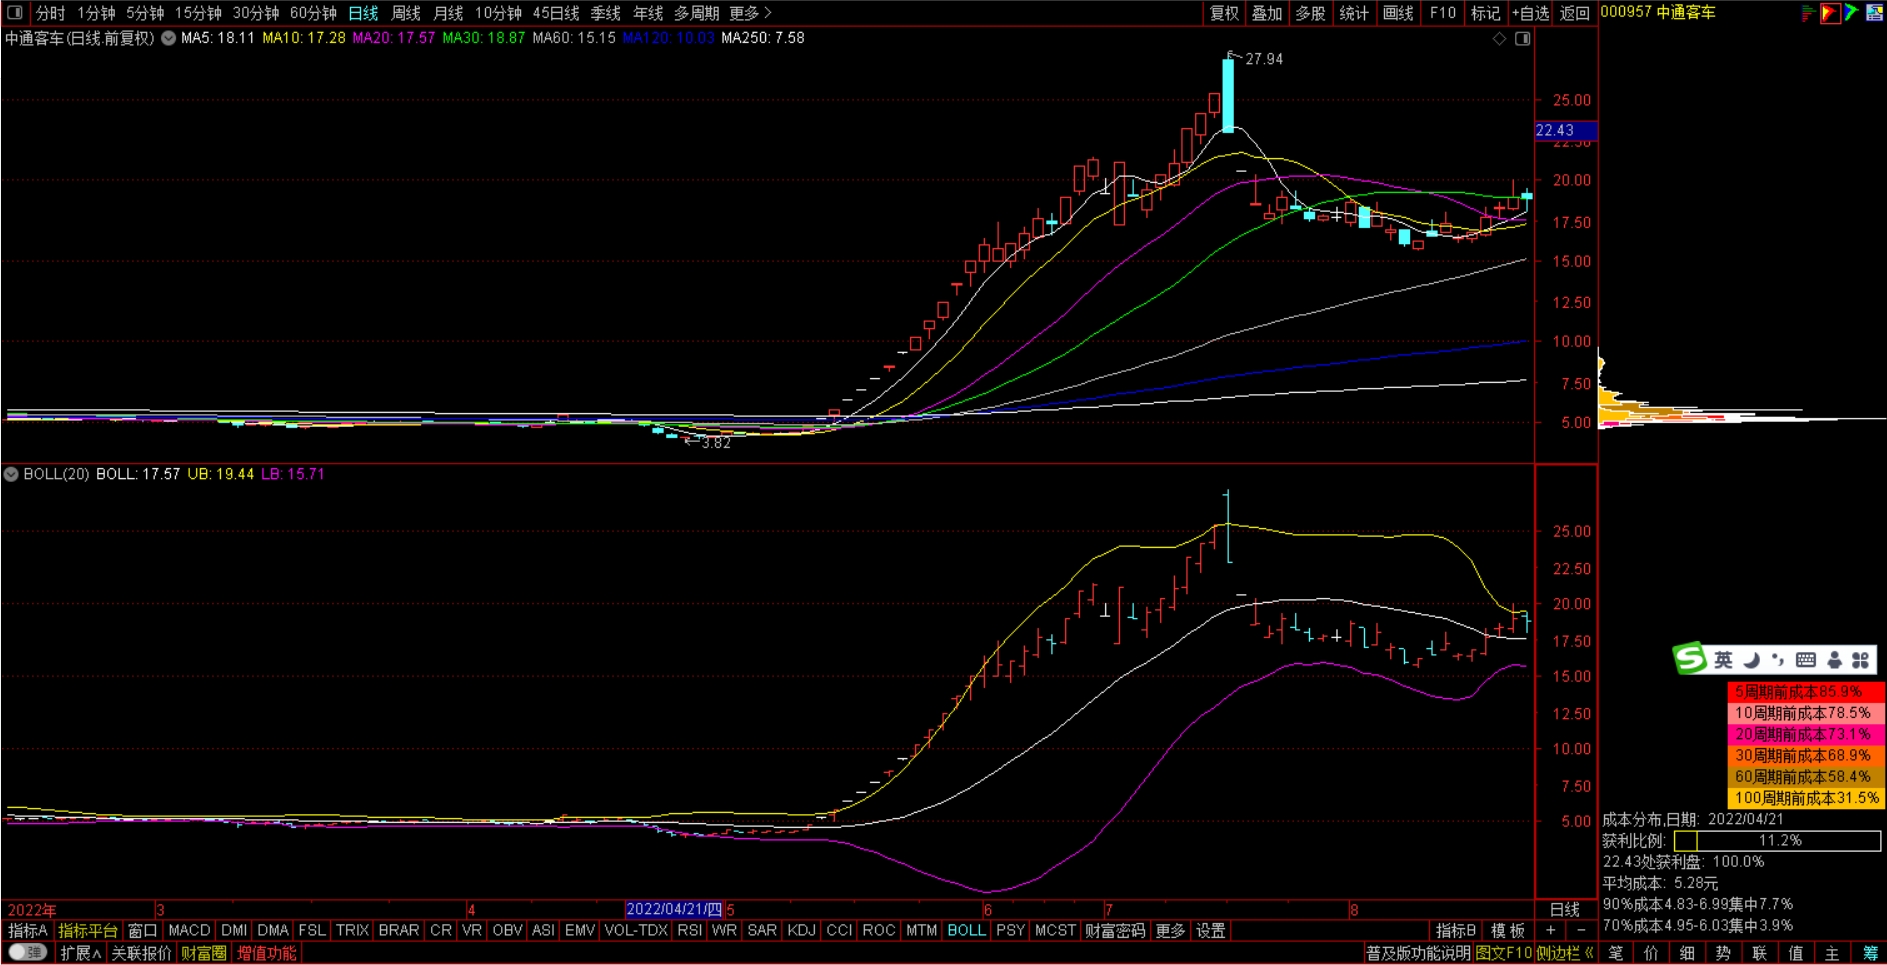 分时 1分钟 5分钟 15分钟 30分钟 60分钟 日线 周线 月线 10分钟 45日线 季线 年线 多周期 更多 > 复权 叠加 多股 统计 画线 F10 标记 +自选 返回 000957 中通客车
中通客车(日线.前复权) MA5: 18.11 MA10: 17.28 MA20: 17.57 MA30: 18.87 MA60: 15.15 MA120: 10.03 MA250: 7.58
27.94
25.00
22.43
22.50
20.00
17.50
15.00
12.50
10.00
7.50
5.00
3.82
BOLL(20) BOLL: 17.57 UB: 19.44 LB: 15.71
25.00
22.50
20.00
17.50
15.00
12.50
10.00
7.50
5.00
英
5周期前成本85.9%
10周期前成本78.5%
20周期前成本73.1%
30周期前成本68.9%
60周期前成本58.4%
100周期前成本31.5%
成本分布,日期: 2022/04/21
获利比例: 11.2%
22.43处获利盘: 100.0%
平均成本: 5.28元
90%成本4.83-6.99集中7.7%
70%成本4.95-6.03集中3.9%
2022年 3 4 2022/04/21/四 5 6 7 8 日线
指标A 指标平台 窗口 MACD DMI DMA FSL TRIX BRAR CR VR OBV ASI EMV VOL-TDX RSI WR SAR KDJ CCI ROC MTM BOLL PSY MCST 财富密码 更多 设置 指标B 模板 + -
弹 扩展∧ 关联报价 财富圈 增值功能 普及版功能说明 图文F10 侧边栏《 笔 价 细 势 联 值 主 筹